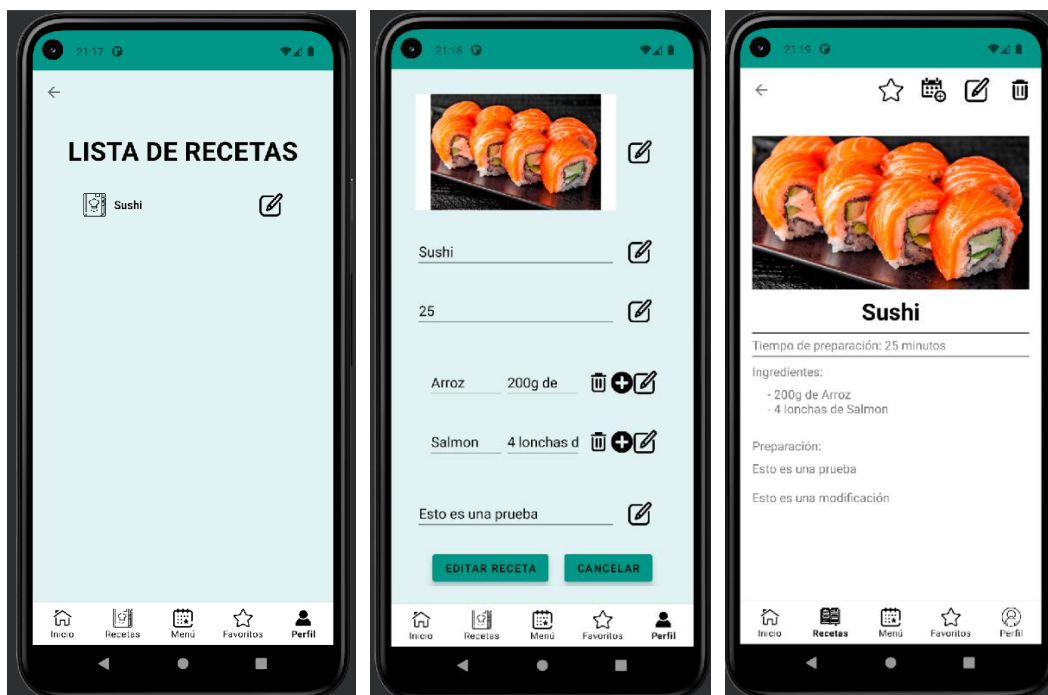 21:17
LISTA DE RECETAS
Sushi
Inicio
Recetas
Menú
Favoritos
Perfil
21:18
Sushi
25
Arroz 200g de
Salmon 4 lonchas d
Esto es una prueba
EDITAR RECETA CANCELAR
Inicio
Recetas
Menú
Favoritos
Perfil
21:19
Sushi
Tiempo de preparación: 25 minutos
Ingredientes:
- 200g de Arroz
- 4 lonchas de Salmon
Preparación:
Esto es una prueba
Esto es una modificación
Inicio
Recetas
Menú
Favoritos
Perfil